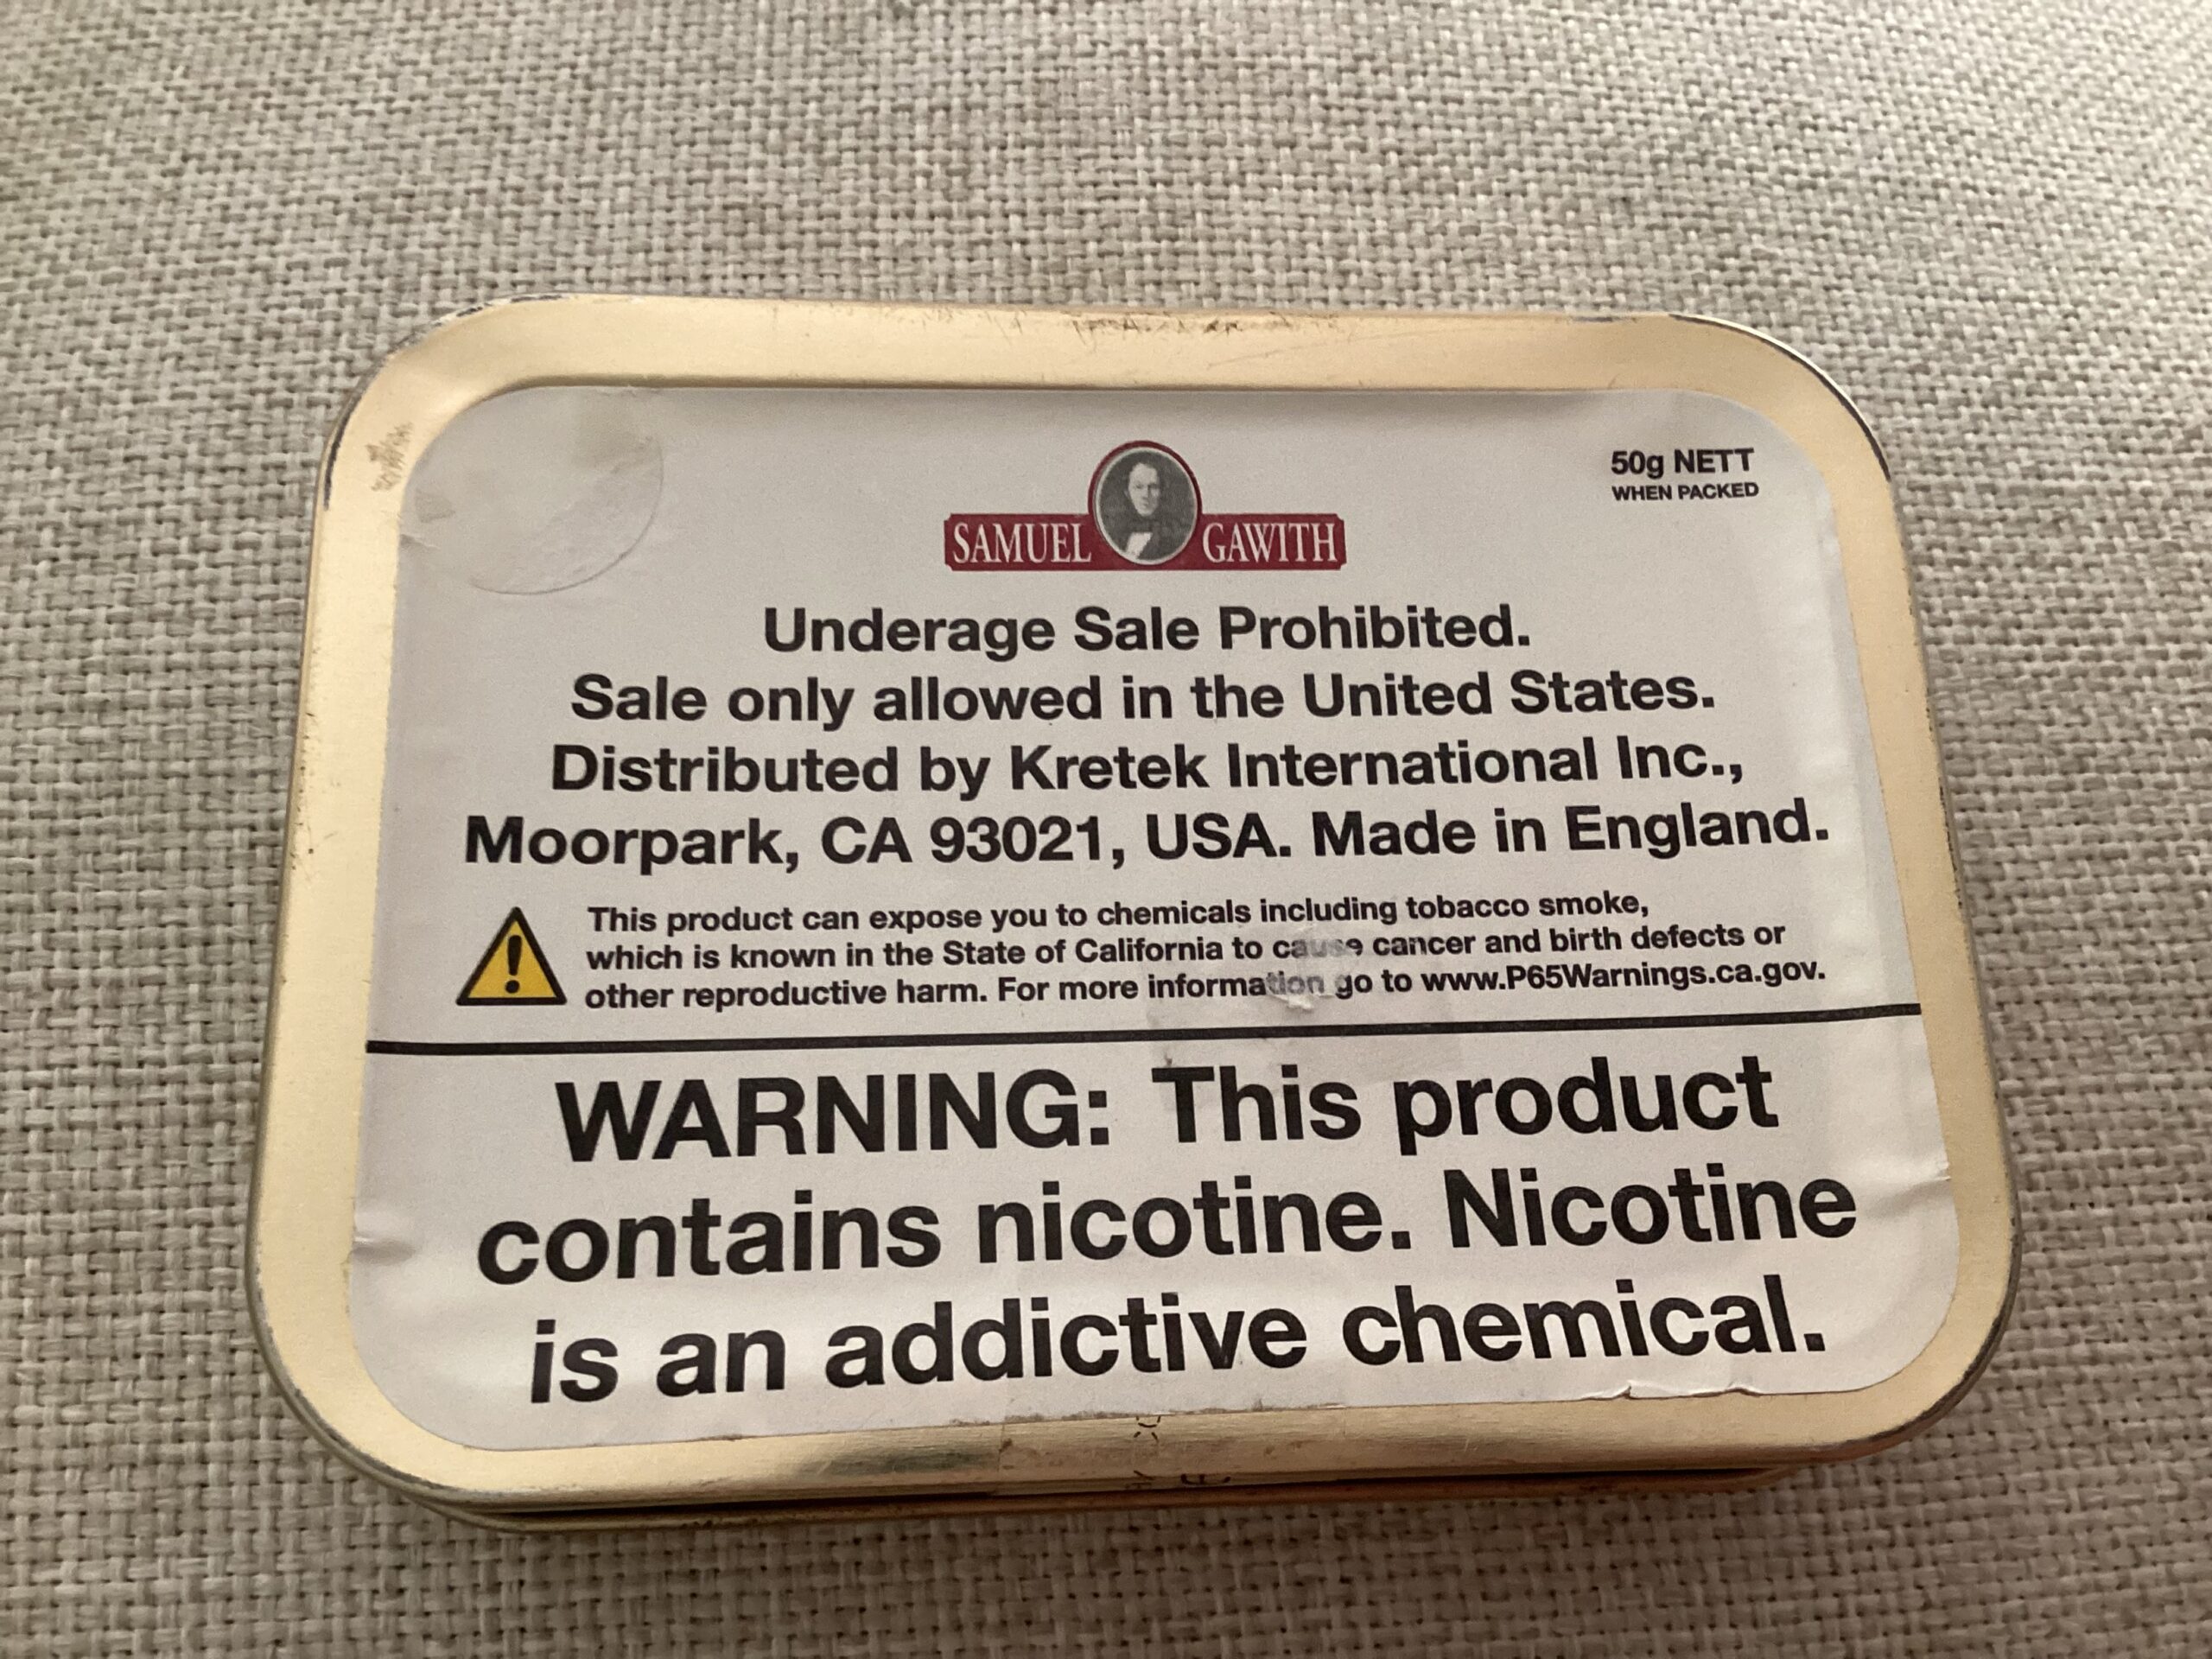 SAMUEL GAWITH
50g NETT
WHEN PACKED
Underage Sale Prohibited.
Sale only allowed in the United States.
Distributed by Kretek International Inc.,
Moorpark, CA 93021, USA. Made in England.
This product can expose you to chemicals including tobacco smoke,
which is known in the State of California to cause cancer and birth defects or
other reproductive harm. For more information go to www.P65Warnings.ca.gov.
WARNING: This product
contains nicotine. Nicotine
is an addictive chemical.